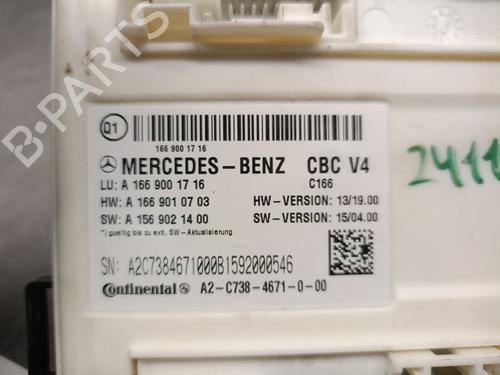 Q1
166 900 17 16
MERCEDES-BENZ CBC V4
LU: A 166 900 17 16 C166
HW: A 166 901 07 03 HW-VERSION: 13/19.00
SW: A 156 902 14 00 SW-VERSION: 15/04.00
*) gueltig bis zu evtl. SW-Aktualisierung
SN: A2C7384671000B1592000546
Continental A2-C738-4671-0-00
B-PARTS